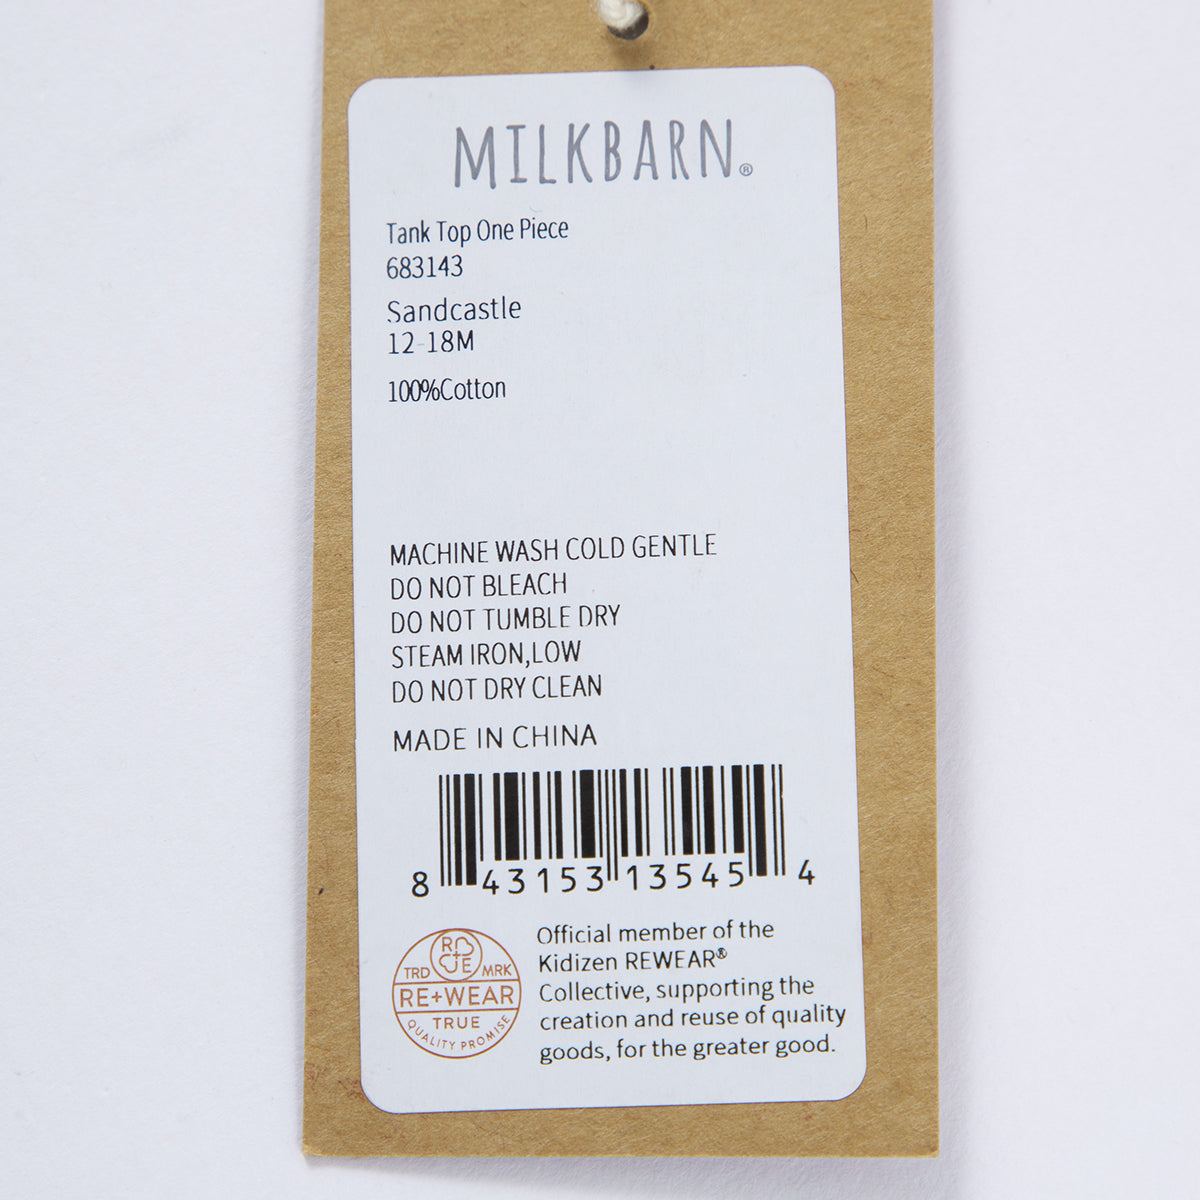 MILKBARN®
Tank Top One Piece
683143
Sandcastle
12-18M
100%Cotton
MACHINE WASH COLD GENTLE
DO NOT BLEACH
DO NOT TUMBLE DRY
STEAM IRON,LOW
DO NOT DRY CLEAN
MADE IN CHINA
8 43153 13545 4
R
E
TRD MRK
RE+WEAR
TRUE
QUALITY PROMISE
Official member of the
Kidizen REWEAR®
Collective, supporting the
creation and reuse of quality
goods, for the greater good.